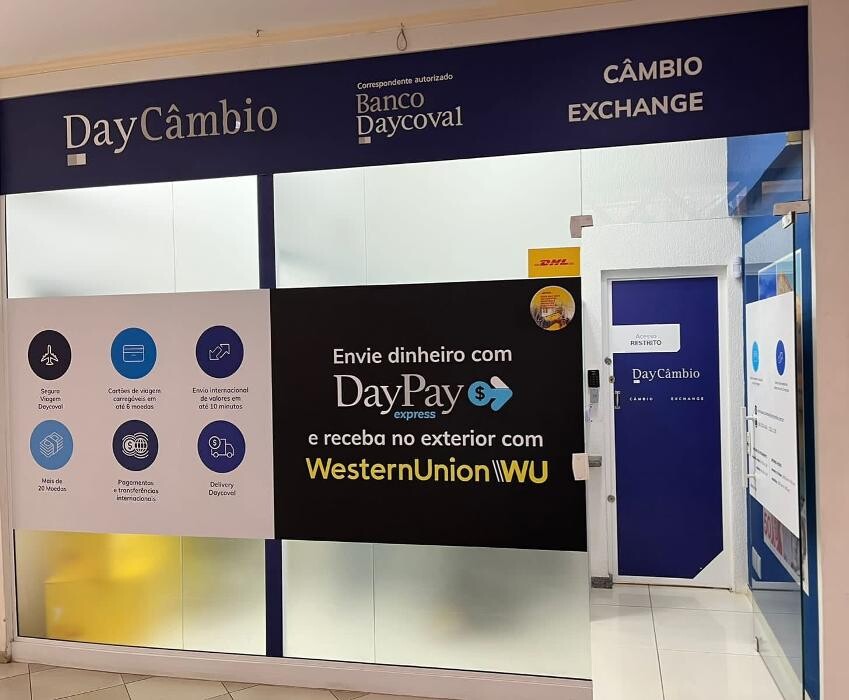 DayCâmbio
Correspondente autorizado
Banco
Daycoval
CÂMBIO
EXCHANGE
DHL
Seguro
Viagem
Daycoval
Cartões de viagem
carregáveis em
até 6 moedas
Envio internacional
de valores em
até 10 minutos
Mais de
20 Moedas
Pagamentos
e transferências
internacionais
Delivery
Daycoval
Envie dinheiro com
DayPay
express
e receba no exterior com
WesternUnion WU
Acesso
RESTRITO
DayCâmbio
CÂMBIO EXCHANGE